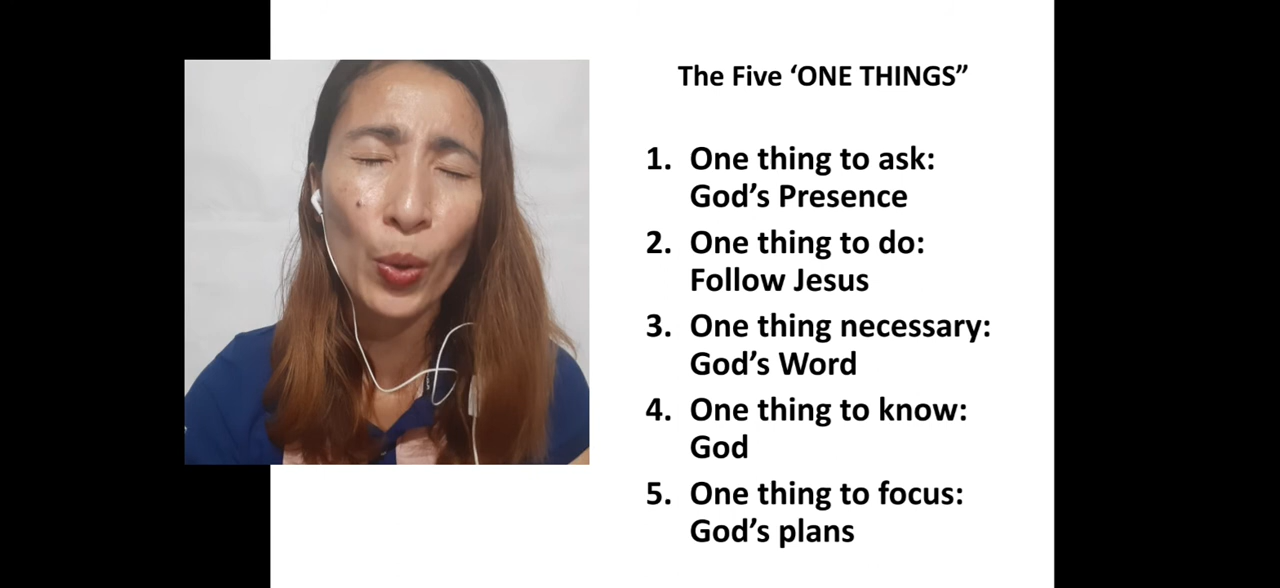 The Five ‘ONE THINGS”
1. One thing to ask:
God’s Presence
2. One thing to do:
Follow Jesus
3. One thing necessary:
God’s Word
4. One thing to know:
God
5. One thing to focus:
God’s plans